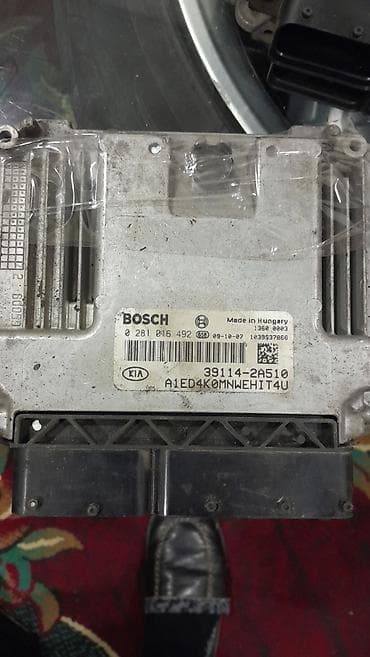 BOSCH
Made in Hungary
1360 0003
0 281 016 492
09-10-07
1039S37866
KIA
39114-2A510
A1ED4K0MNWEHIT4U